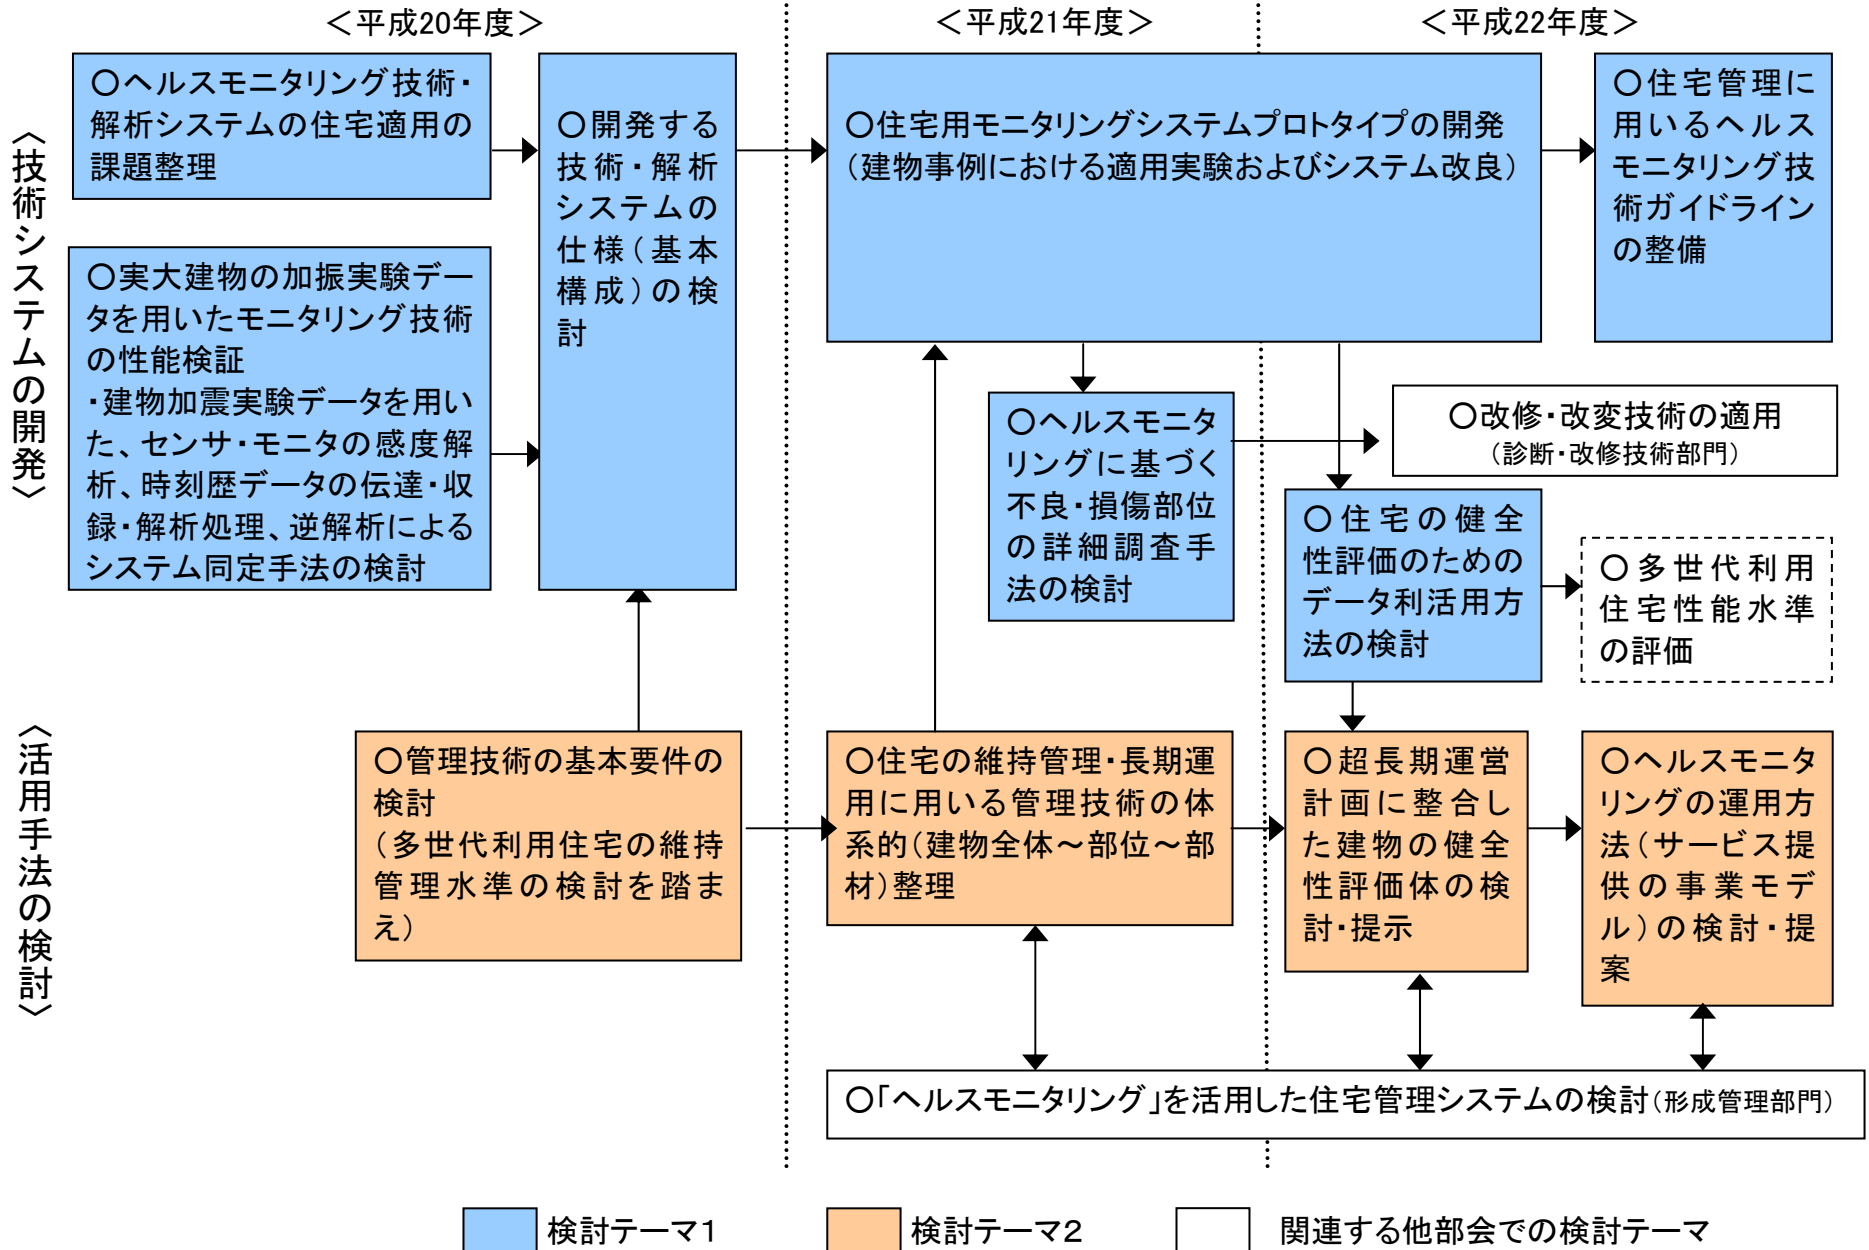 ＜平成20年度＞
＜平成21年度＞
＜平成22年度＞
〈技術システムの開発〉
〇ヘルスモニタリング技術・
解析システムの住宅適用の
課題整理
〇実大建物の加振実験デー
タを用いたモニタリング技術
の性能検証
・建物加震実験データを用い
た、センサ・モニタの感度解
析、時刻歴データの伝達・収
録・解析処理、逆解析による
システム同定手法の検討
〇開発する
技術・解析
システムの
仕様（基本
構成）の検
討
〇住宅用モニタリングシステムプロトタイプの開発
（建物事例における適用実験およびシステム改良）
〇住宅管理に
用いるヘルス
モニタリング技
術ガイドライン
の整備
〇ヘルスモニタ
リングに基づく
不良・損傷部位
の詳細調査手
法の検討
〇改修・改変技術の適用
（診断・改修技術部門）
〇住宅の健全
性評価のための
データ利活用方
法の検討
〇多世代利用
住宅性能水準
の評価
〈活用手法の検討〉
〇管理技術の基本要件の
検討
（多世代利用住宅の維持
管理水準の検討を踏ま
え）
〇住宅の維持管理・長期運
用に用いる管理技術の体
系的（建物全体～部位～部
材）整理
〇超長期運営
計画に整合し
た建物の健全
性評価体の検
討・提示
〇ヘルスモニタ
リングの運用方
法（サービス提
供の事業モデ
ル）の検討・提
案
〇「ヘルスモニタリング」を活用した住宅管理システムの検討（形成管理部門）
検討テーマ１
検討テーマ２
関連する他部会での検討テーマ